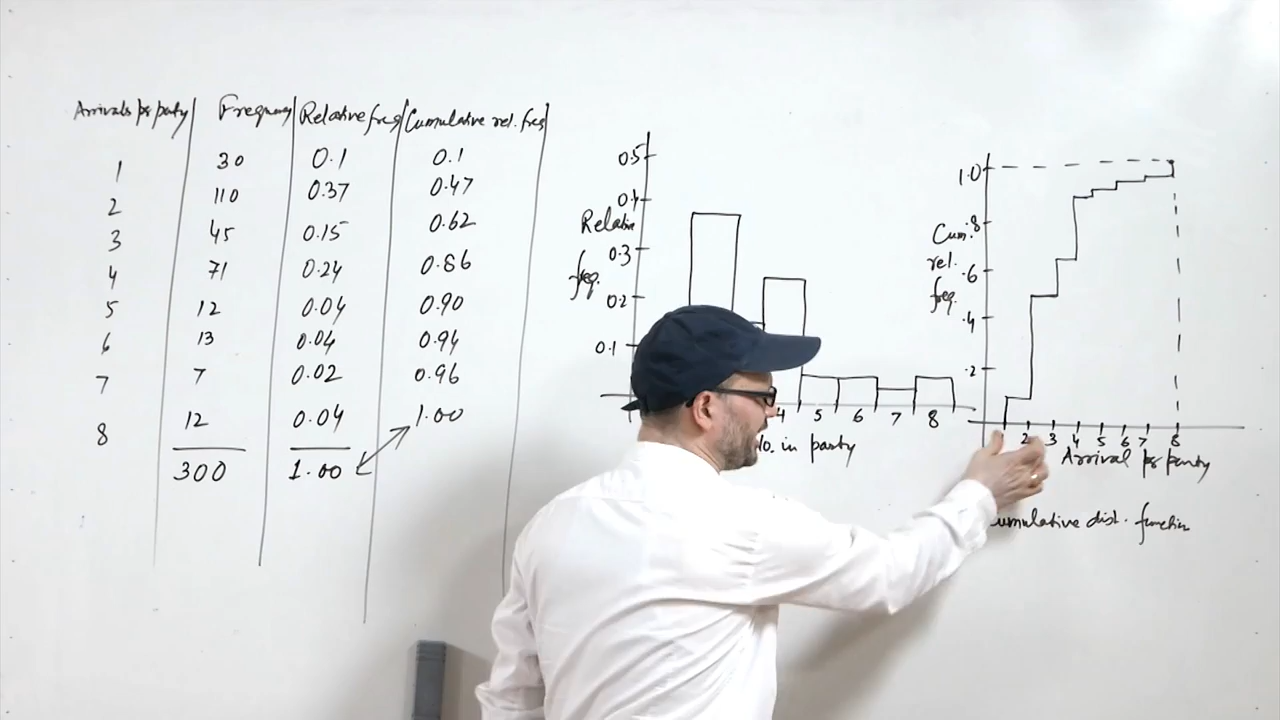 Arrivals pr party Frequency Relative freq Cumulative rel. freq
1 30 0.1 0.1
2 110 0.37 0.47
3 45 0.15 0.62
4 71 0.24 0.86
5 12 0.04 0.90
6 13 0.04 0.94
7 7 0.02 0.96
8 12 0.04 1.00
300 1.00
0.5
0.4
Relative
0.3
freq.
0.2
0.1
4 5 6 7 8
No. in party
1.0
.8
Cum.
rel.
.6
freq.
.4
.2
2 3 4 5 6 7 8
Arrival pr party
cumulative dist. function